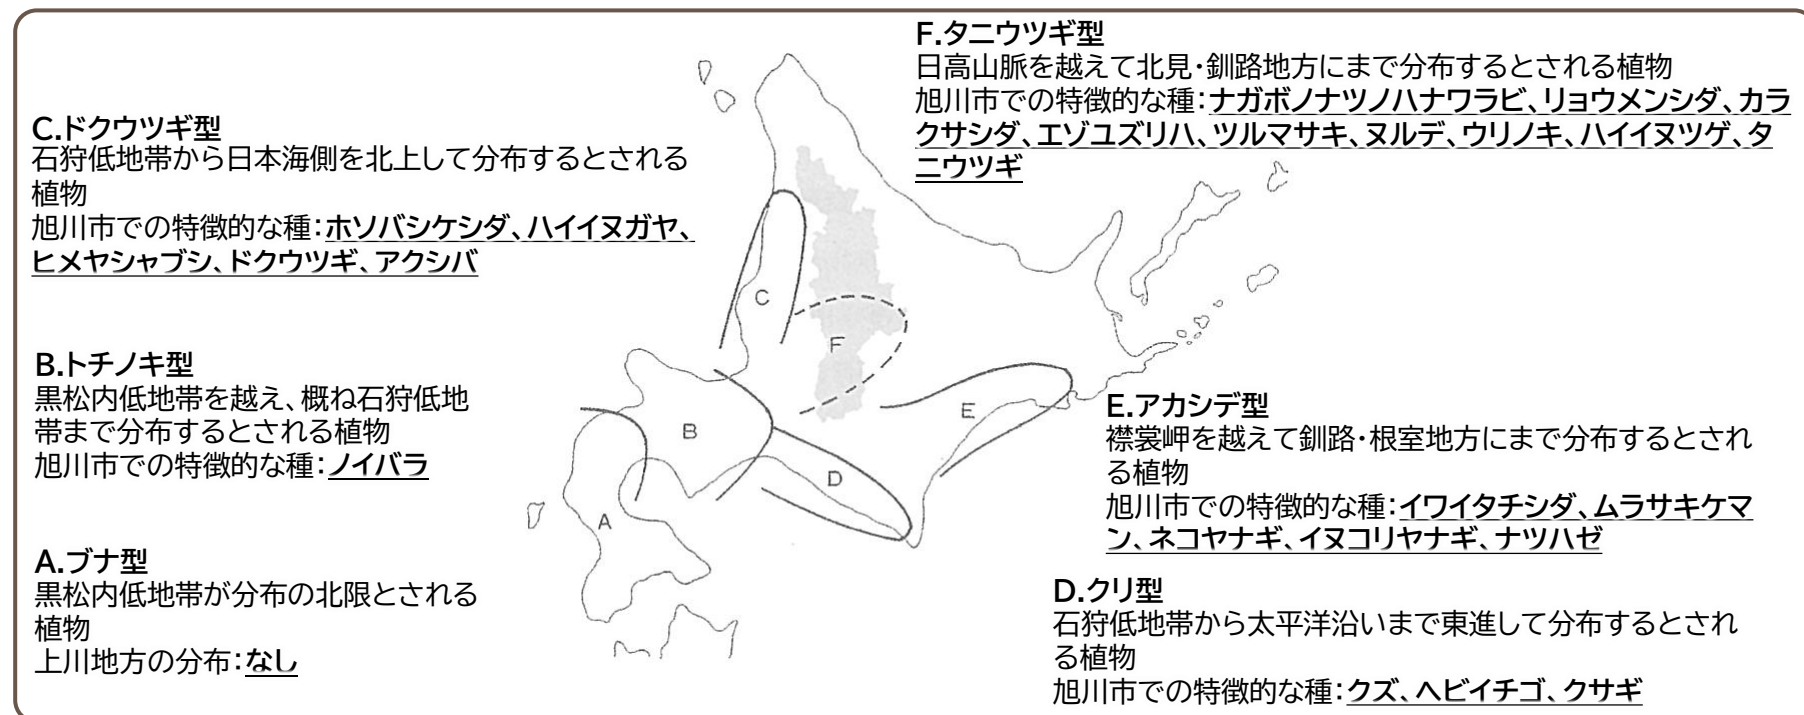 F.タニウツギ型
日高山脈を越えて北見・釧路地方にまで分布するとされる植物
旭川市での特徴的な種：ナガボノナツノハナワラビ、リョウメンシダ、カラ
クサシダ、エゾユズリハ、ツルマサキ、ヌルデ、ウリノキ、ハイイヌツゲ、タ
ニウツギ
C.ドクウツギ型
石狩低地帯から日本海側を北上して分布するとされる
植物
旭川市での特徴的な種：ホソバシケシダ、ハイイヌガヤ、
ヒメヤシャブシ、ドクウツギ、アクシバ
B.トチノキ型
黒松内低地帯を越え、概ね石狩低地
帯まで分布するとされる植物
旭川市での特徴的な種：ノイバラ
A.ブナ型
黒松内低地帯が分布の北限とされる
植物
上川地方の分布：なし
C
F
B
E
D
A
E.アカシデ型
襟裳岬を越えて釧路・根室地方にまで分布するとされ
る植物
旭川市での特徴的な種：イワイタチシダ、ムラサキケマ
ン、ネコヤナギ、イヌコリヤナギ、ナツハゼ
D.クリ型
石狩低地帯から太平洋沿いまで東進して分布するとされ
る植物
旭川市での特徴的な種：クズ、ヘビイチゴ、クサギ